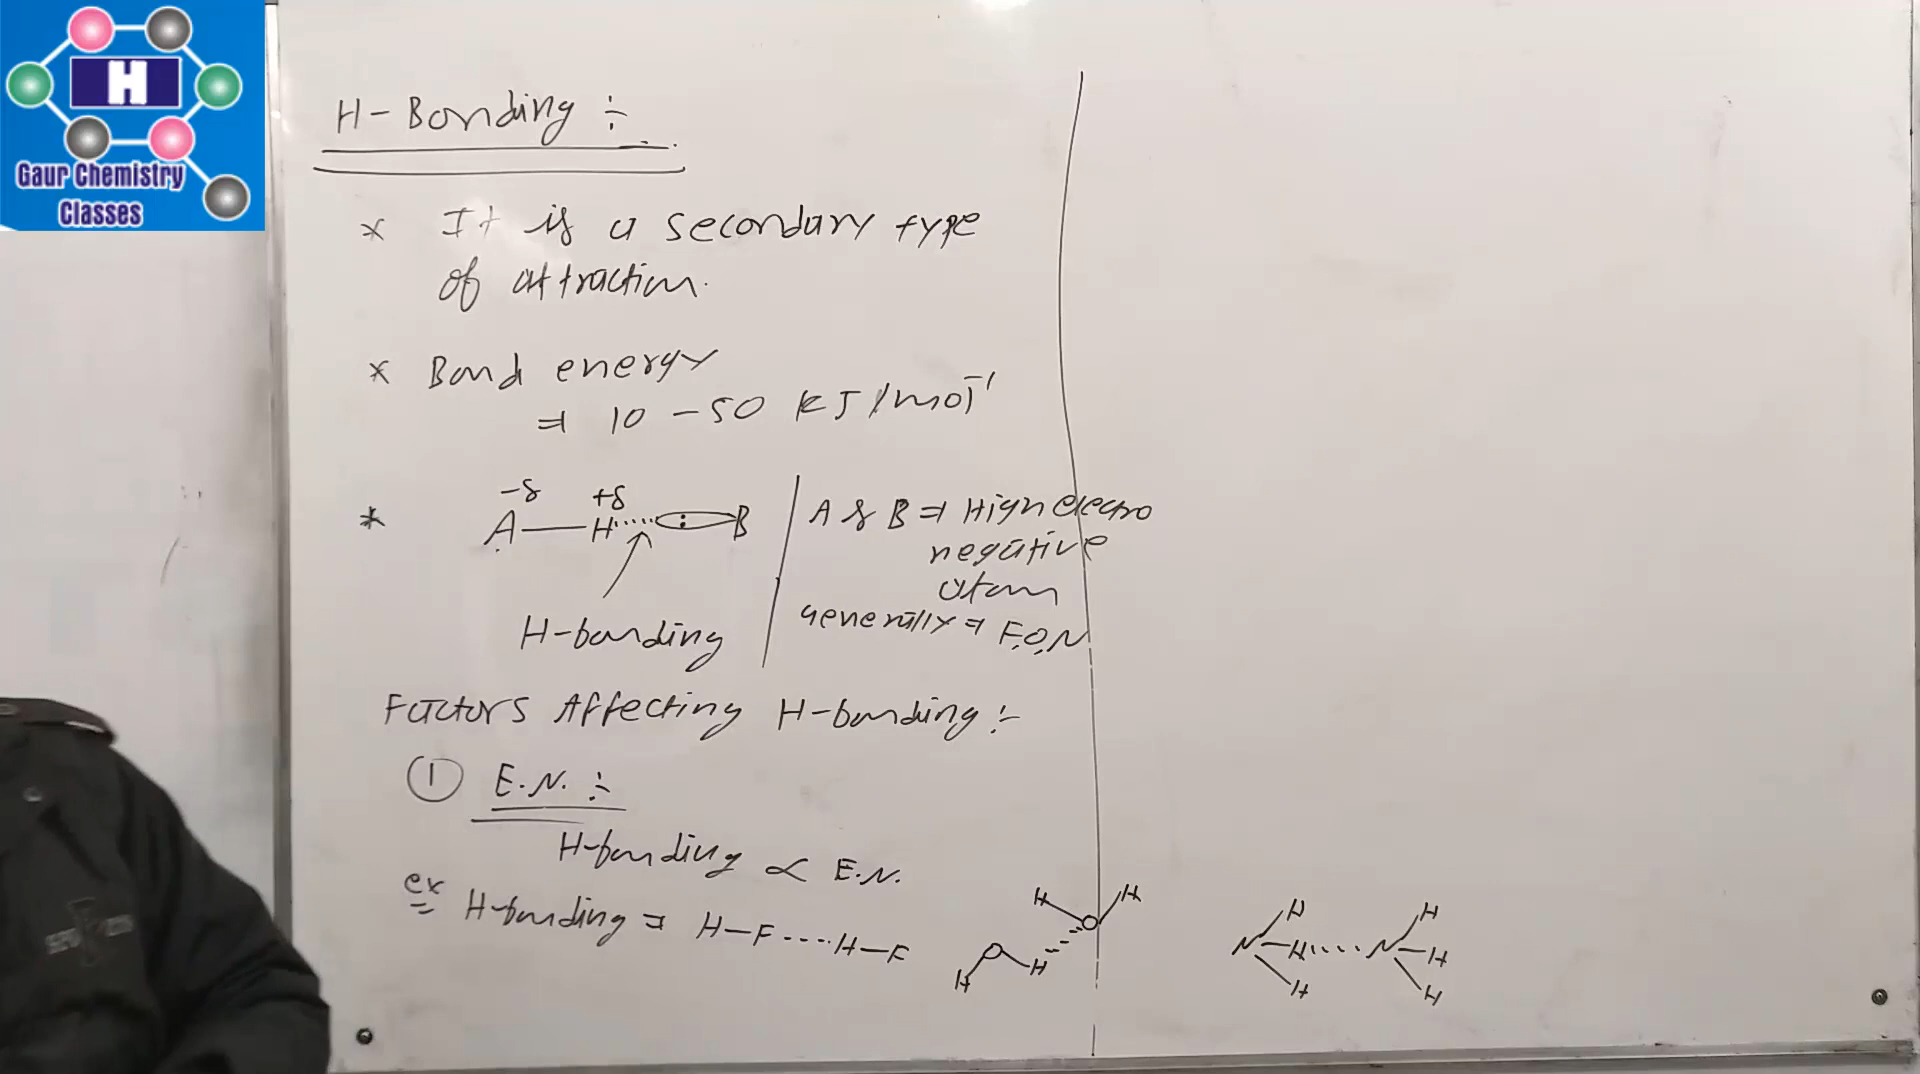 H
Gaur Chemistry
Classes
H-Bonding :-
* It is a secondary type
of attraction.
* Bond energy
⇒ 10-50 KJ/mol⁻¹
* -δ +δ
A—H·····:B
H-bonding
A & B ⇒ High electro
negative
atom
generally ⇒ F,O,N
Factors Affecting H-bonding :-
① E.N. :-
H-bonding ∝ E.N.
ex = H-bonding ⇒ H-F----H-F
H H
O
O H
H
H H
N-H·····N-H
H H